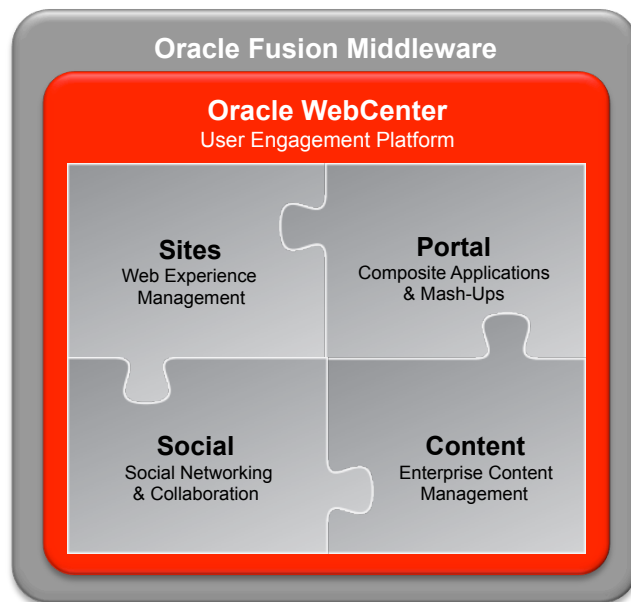 Oracle Fusion Middleware
Oracle WebCenter
User Engagement Platform
Sites
Web Experience
Management
Portal
Composite Applications
& Mash-Ups
Social
Social Networking
& Collaboration
Content
Enterprise Content
Management